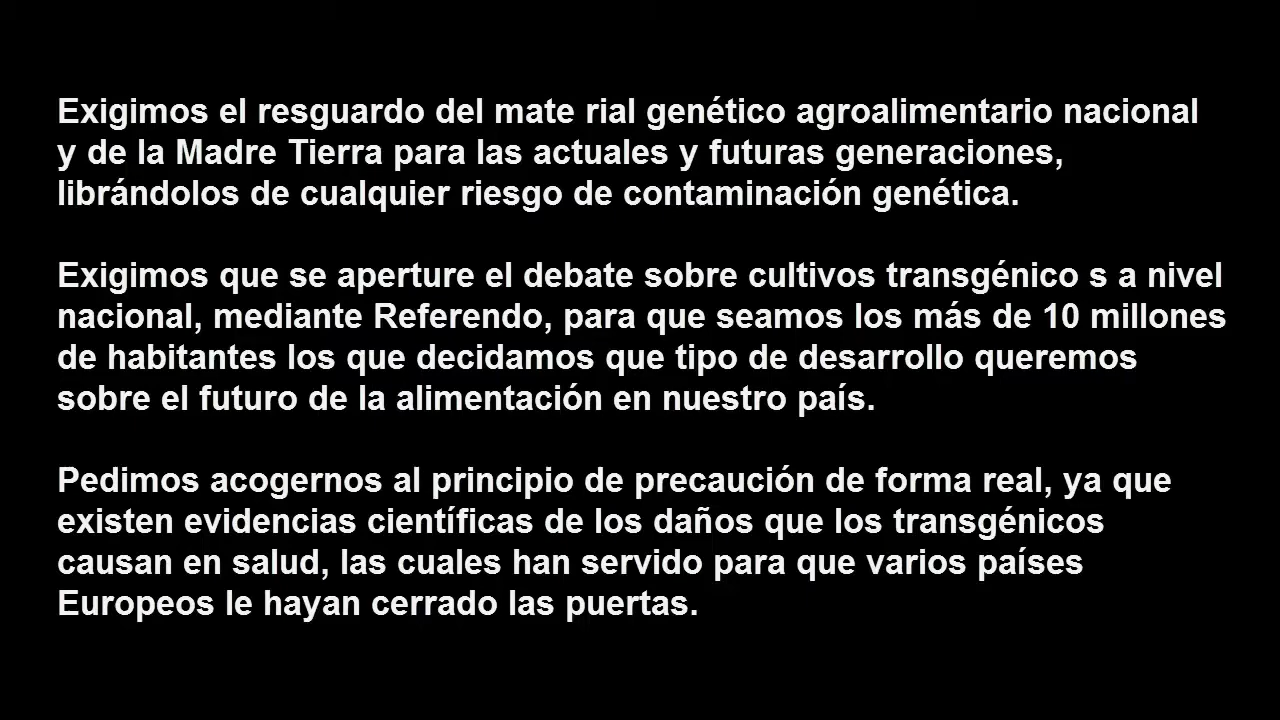 Exigimos el resguardo del mate rial genético agroalimentario nacional
y de la Madre Tierra para las actuales y futuras generaciones,
librándolos de cualquier riesgo de contaminación genética.
Exigimos que se aperture el debate sobre cultivos transgénico s a nivel
nacional, mediante Referendo, para que seamos los más de 10 millones
de habitantes los que decidamos que tipo de desarrollo queremos
sobre el futuro de la alimentación en nuestro país.
Pedimos acogernos al principio de precaución de forma real, ya que
existen evidencias científicas de los daños que los transgénicos
causan en salud, las cuales han servido para que varios países
Europeos le hayan cerrado las puertas.